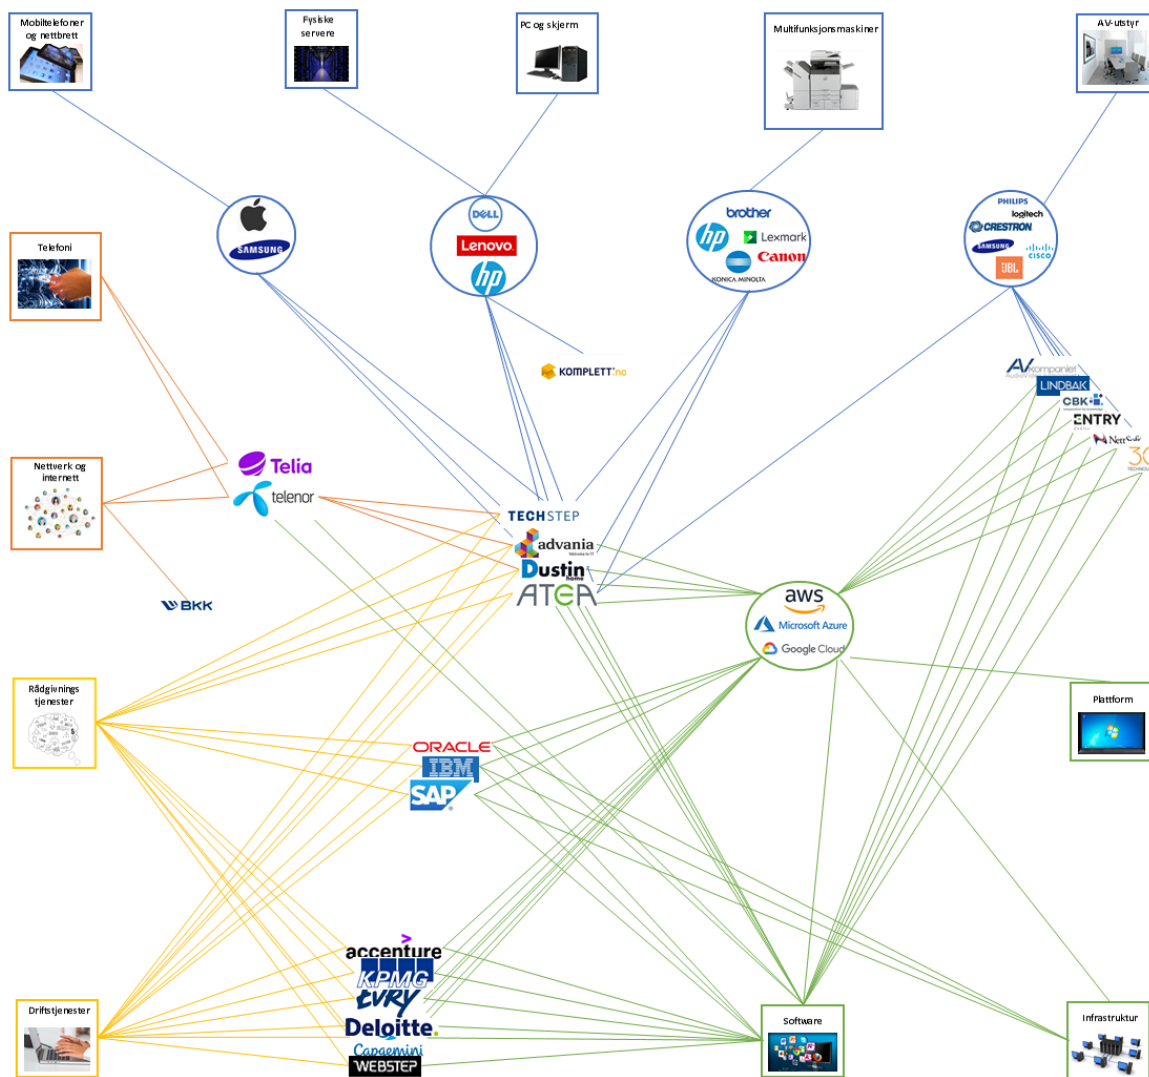 Mobiltelefoner
og nettbrett
Fysiske
servere
PC og skjerm
Multifunksjonsmaskiner
AV-utstyr
SAMSUNG
DELL
Lenovo
hp
brother
hp
Lexmark
Canon
KONICA MINOLTA
PHILIPS
logitech
CRESTRON
SAMSUNG
CISCO
JBL
Telefoni
KOMPLETT.no
AVkompaniet
LINDBAK
CBK
ENTRY
Nett
30
TECHNOLO
Nettverk og
internett
Telia
telenor
TECHSTEP
advania
Dustin
home
ATEA
BKK
aws
Microsoft Azure
Google Cloud
Rådgivnings
tjenester
Plattform
ORACLE
IBM
SAP
accenture
KPMG
EVRY
Deloitte.
Capgemini
WEBSTEP
Driftstjenester
Software
Infrastruktur